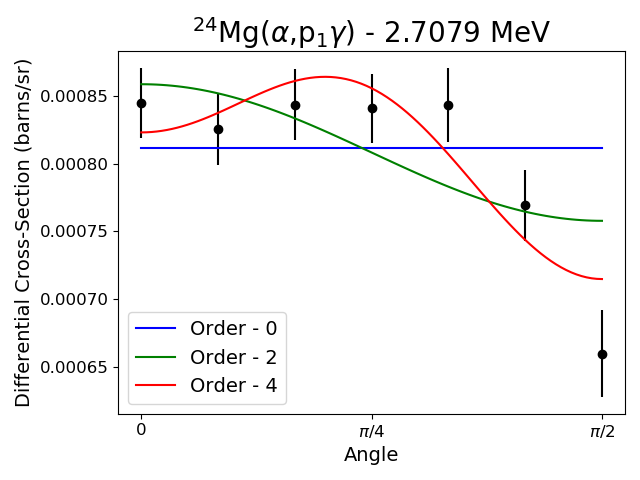 ²⁴Mg(α,p₁γ) - 2.7079 MeV
Differential Cross-Section (barns/sr)
0.00085
0.00080
0.00075
0.00070
0.00065
Order - 0
Order - 2
Order - 4
0
π/4
π/2
Angle